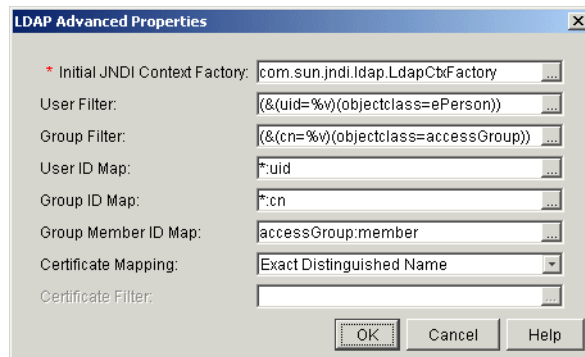 LDAP Advanced Properties
* Initial JNDI Context Factory: com.sun.jndi.ldap.LdapCtxFactory ...
User Filter: (&(uid=%v)(objectclass=ePerson)) ...
Group Filter: (&(cn=%v)(objectclass=accessGroup)) ...
User ID Map: *:uid ...
Group ID Map: *:cn ...
Group Member ID Map: accessGroup:member ...
Certificate Mapping: Exact Distinguished Name
Certificate Filter: ...
OK Cancel Help